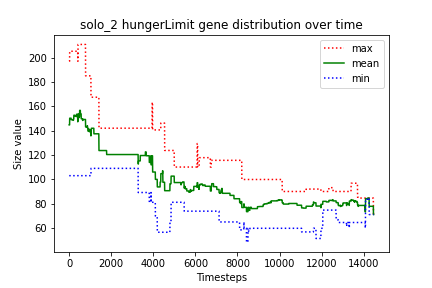 solo_2 hungerLimit gene distribution over time
max
mean
min
Size value
200
180
160
140
120
100
80
60
0
2000
4000
6000
8000
10000
12000
14000
Timesteps